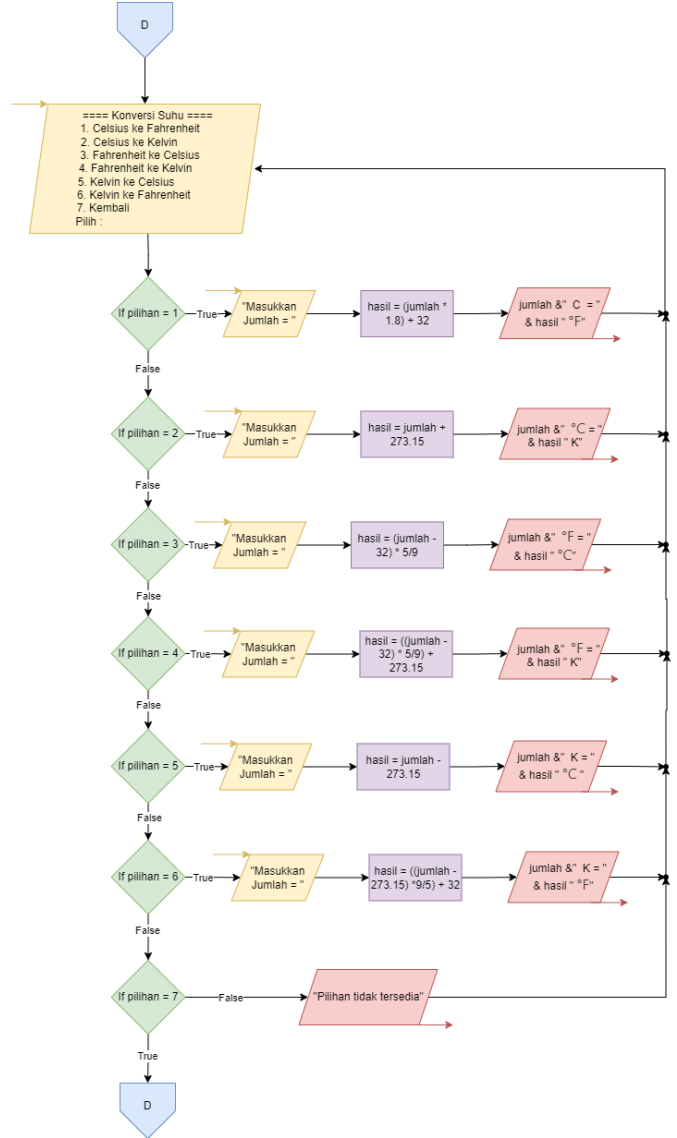 D
==== Konversi Suhu ====
1. Celsius ke Fahrenheit
2. Celsius ke Kelvin
3. Fahrenheit ke Celsius
4. Fahrenheit ke Kelvin
5. Kelvin ke Celsius
6. Kelvin ke Fahrenheit
7. Kembali
Pilih :
If pilihan = 1
True
"Masukkan
Jumlah = "
hasil = (jumlah *
1.8) + 32
jumlah &" C = "
& hasil " °F"
False
If pilihan = 2
True
"Masukkan
Jumlah = "
hasil = jumlah +
273.15
jumlah &" °C = "
& hasil " K"
False
If pilihan = 3
True
"Masukkan
Jumlah = "
hasil = (jumlah -
32) * 5/9
jumlah &" °F = "
& hasil " °C"
False
If pilihan = 4
True
"Masukkan
Jumlah = "
hasil = ((jumlah -
32) * 5/9) +
273.15
jumlah &" °F = "
& hasil " K"
False
If pilihan = 5
True
"Masukkan
Jumlah = "
hasil = jumlah -
273.15
jumlah &" K = "
& hasil " °C "
False
If pilihan = 6
True
"Masukkan
Jumlah = "
hasil = ((jumlah -
273.15) *9/5) + 32
jumlah &" K = "
& hasil " °F"
False
If pilihan = 7
False
"Pilihan tidak tersedia"
True
D